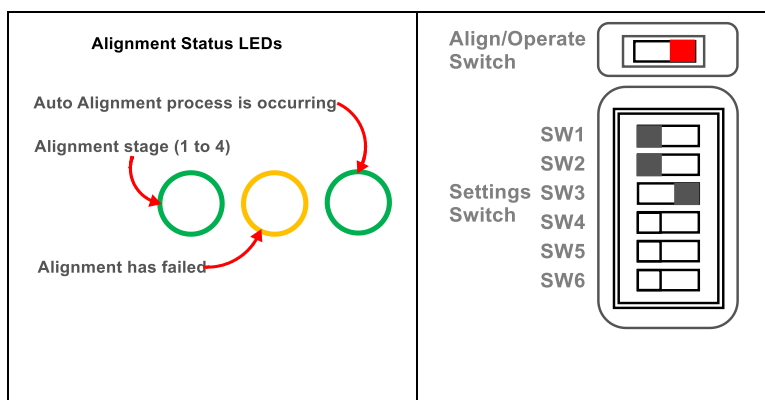 Alignment Status LEDs
Auto Alignment process is occurring
Alignment stage (1 to 4)
Alignment has failed
Align/Operate
Switch
SW1
SW2
SW3
Settings
Switch
SW4
SW5
SW6